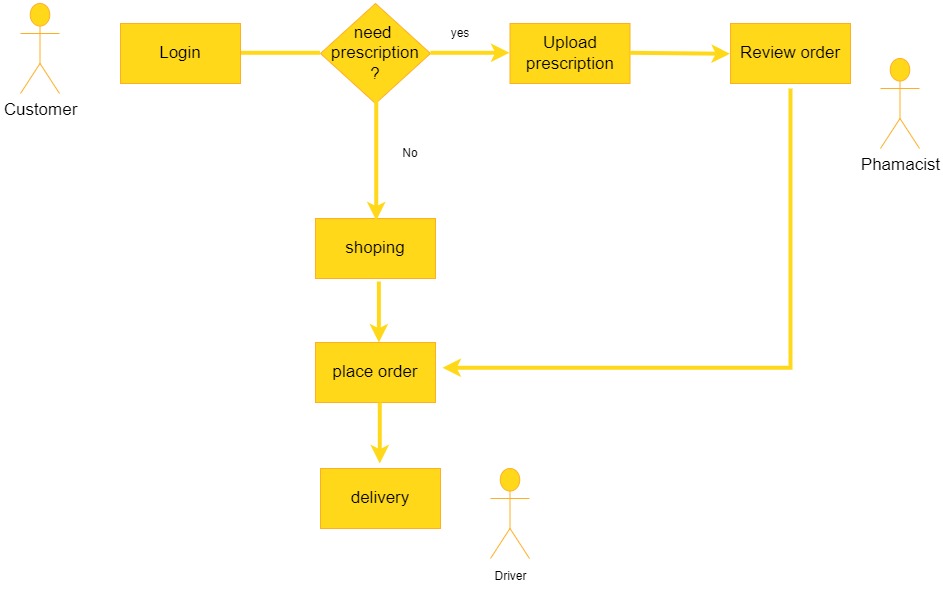 Customer
Login
need
prescription
?
yes
Upload
prescription
Review order
Phamacist
No
shoping
place order
delivery
Driver